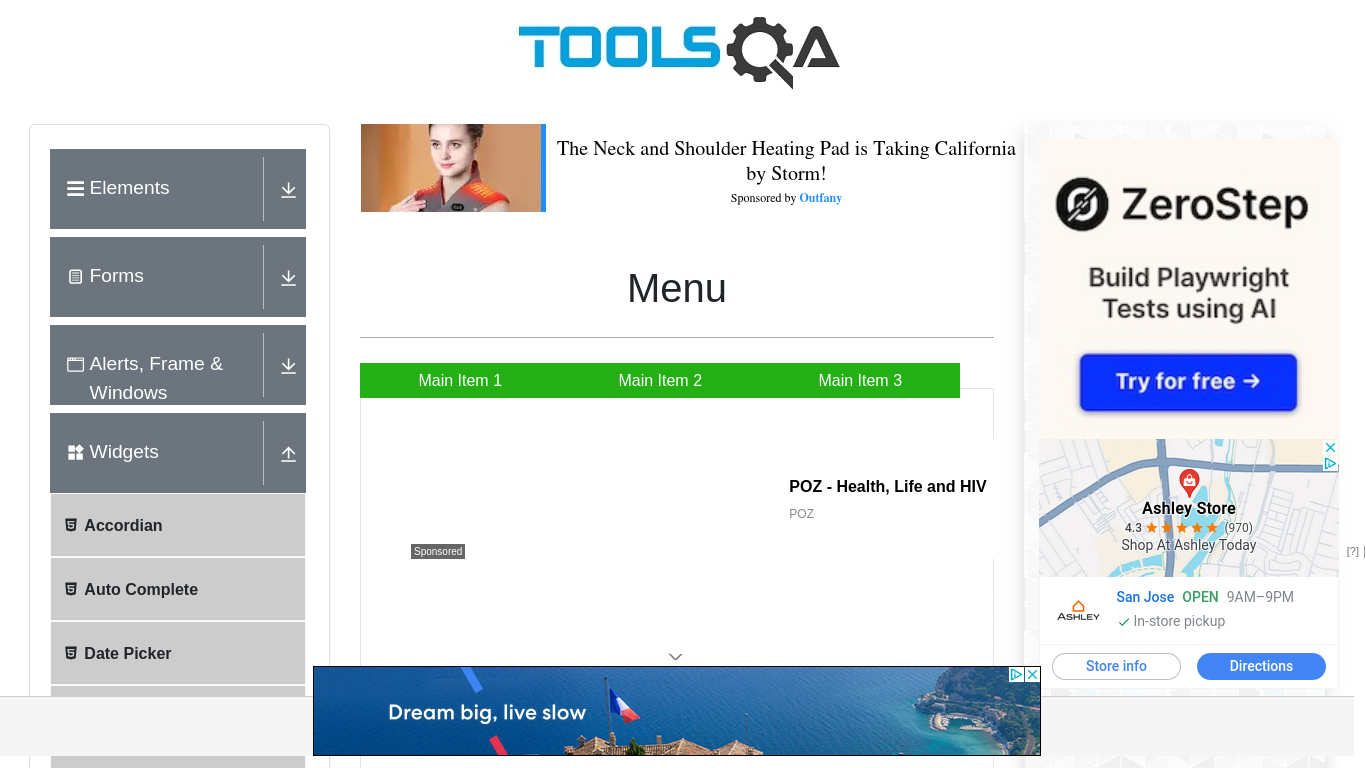 TOOLSQA
Elements
Forms
Alerts, Frame &
Windows
Widgets
Accordian
Auto Complete
Date Picker
The Neck and Shoulder Heating Pad is Taking California
by Storm!
Sponsored by Outfany
Menu
Main Item 1
Main Item 2
Main Item 3
POZ - Health, Life and HIV
POZ
Sponsored
ZeroStep
Build Playwright
Tests using AI
Try for free →
Ashley Store
4.3 ★★★★★ (970)
Shop At Ashley Today
ASHLEY
San Jose OPEN 9AM–9PM
✓ In-store pickup
Store info
Directions
[?]
Dream big, live slow